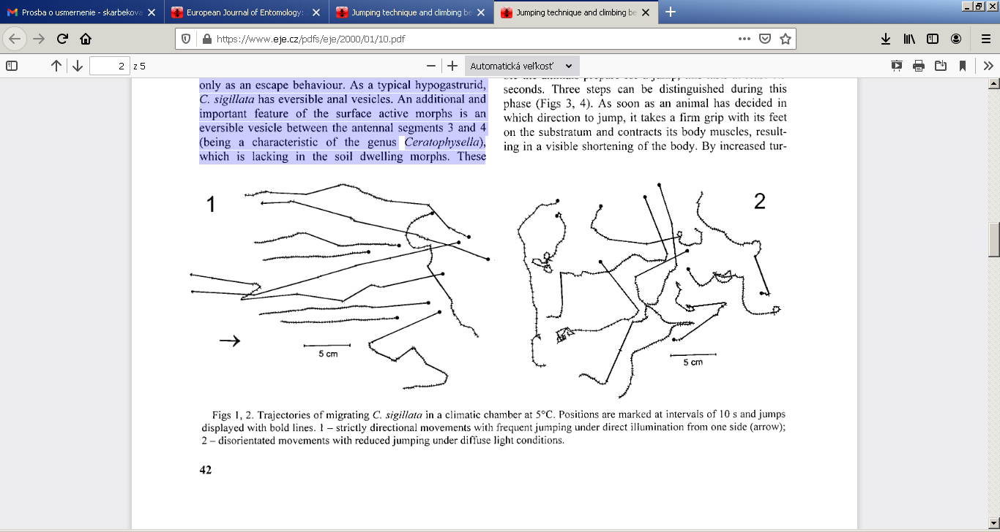 Prosba o usmernenie - skarbekova
European Journal of Entomology:
Jumping technique and climbing be
Jumping technique and climbing be
https://www.eje.cz/pdfs/eje/2000/01/10.pdf
2 z 5
Automatická veľkosť
only as an escape behaviour. As a typical hypogastrurid,
C. sigillata has eversible anal vesicles. An additional and
important feature of the surface active morphs is an
eversible vesicle between the antennal segments 3 and 4
(being a characteristic of the genus Ceratophysella),
which is lacking in the soil dwelling morphs. These
seconds. Three steps can be distinguished during this
phase (Figs 3, 4). As soon as an animal has decided in
which direction to jump, it takes a firm grip with its feet
on the substratum and contracts its body muscles, result-
ing in a visible shortening of the body. By increased tur-
1
5 cm
2
5 cm
Figs 1, 2. Trajectories of migrating C. sigillata in a climatic chamber at 5°C. Positions are marked at intervals of 10 s and jumps
displayed with bold lines. 1 – strictly directional movements with frequent jumping under direct illumination from one side (arrow);
2 – disorientated movements with reduced jumping under diffuse light conditions.
42